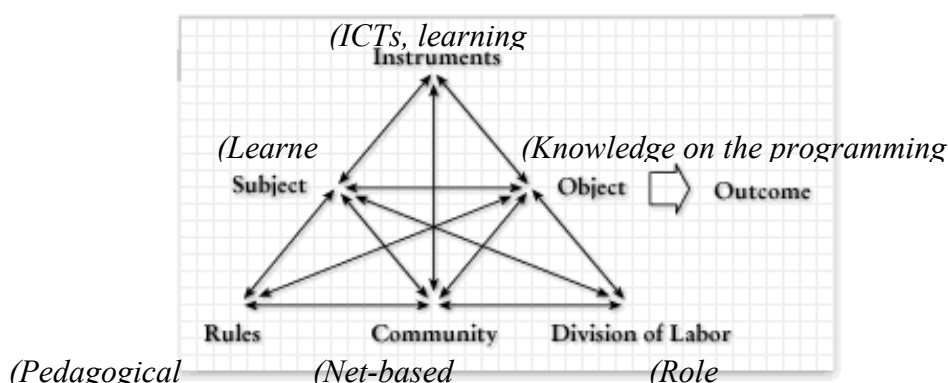 (ICTs, learning
Instruments
(Learne (Knowledge on the programming
Subject Object Outcome
Rules Community Division of Labor
(Pedagogical (Net-based (Role